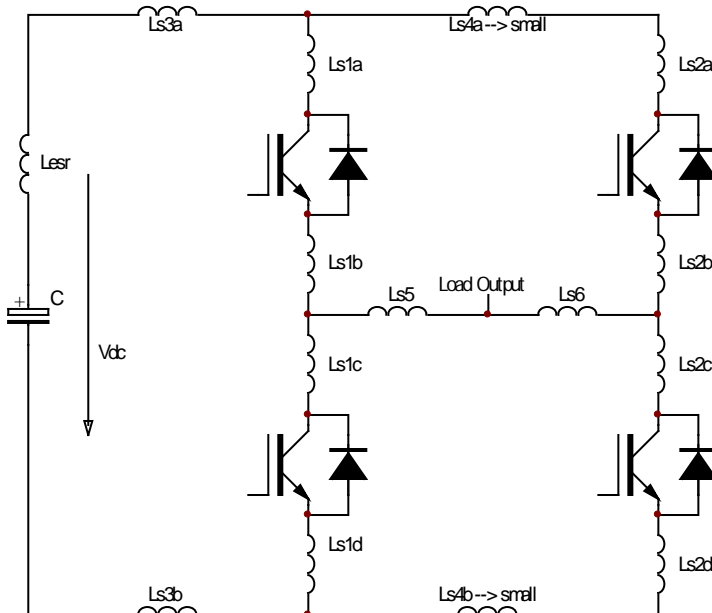 Ls3a
Ls4a --> small
Ls1a
Ls2a
Lesr
Ls1b
Ls2b
+
C
Ls5
Load Output
Ls6
Vdc
Ls1c
Ls2c
Ls1d
Ls2d
Ls3b
Ls4b --> small